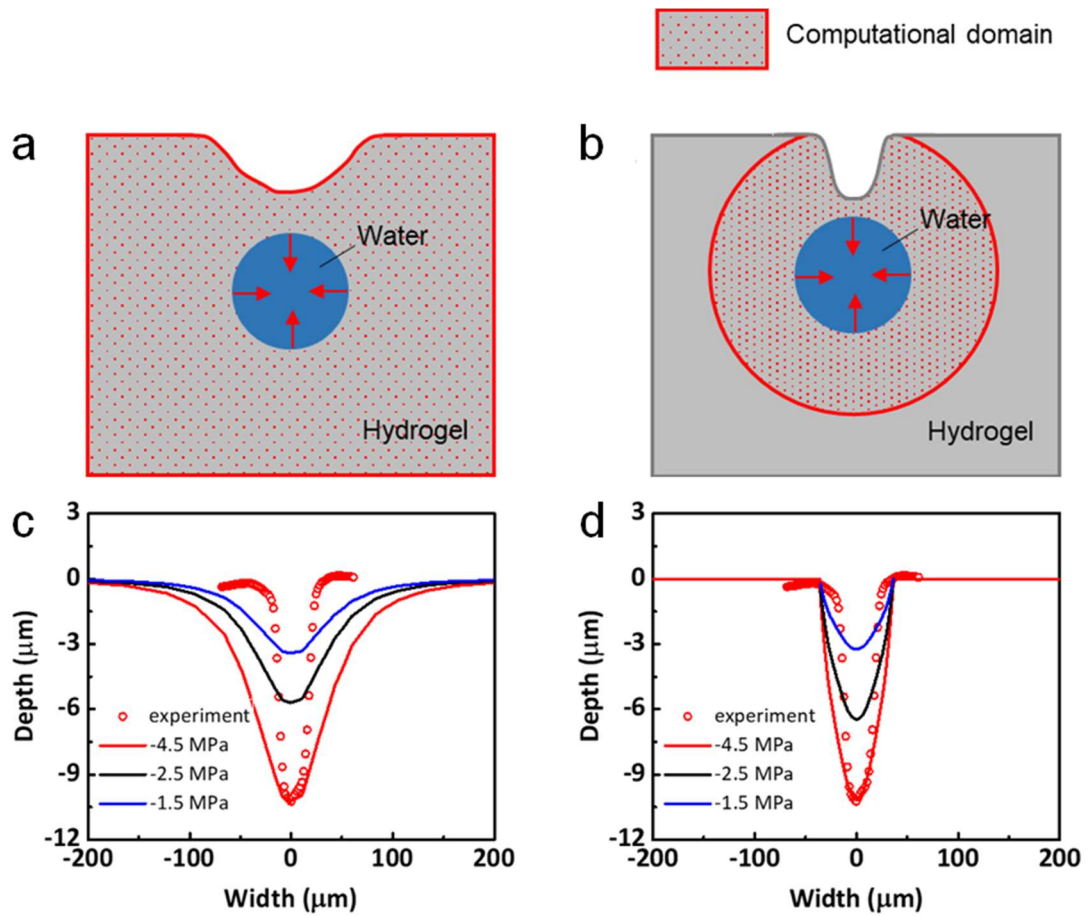 Computational domain
a
b
Water
Water
Hydrogel
Hydrogel
c
d
3
0
-3
-6
-9
-12
Depth (μm)
experiment
-4.5 MPa
-2.5 MPa
-1.5 MPa
-200 -100 0 100 200
Width (μm)
3
0
-3
-6
-9
-12
Depth (μm)
experiment
-4.5 MPa
-2.5 MPa
-1.5 MPa
-200 -100 0 100 200
Width (μm)